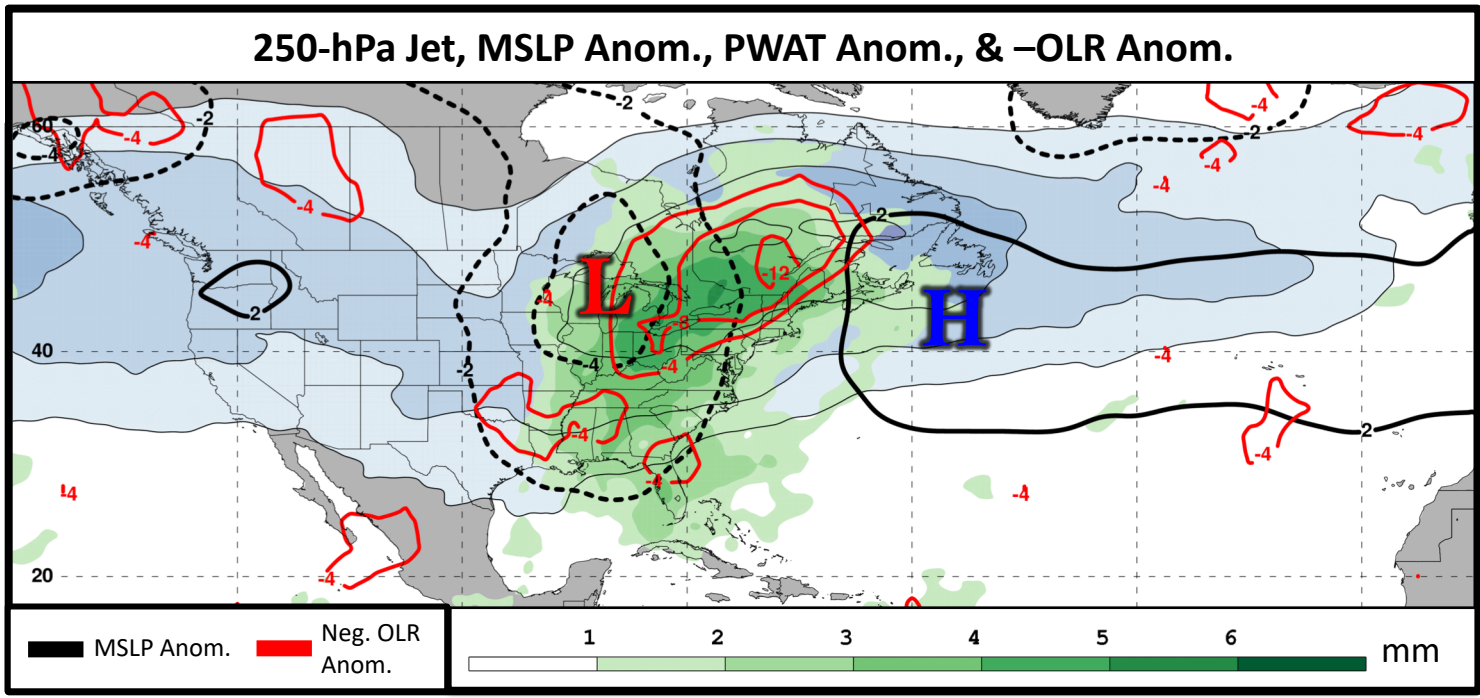 250-hPa Jet, MSLP Anom., PWAT Anom., & –OLR Anom.
-2 -4
-4 60 -4 -2 -2 -4
-4 -4
-4 -4
-4 2
-12
2 -4 L -8 H
40 -4 -4 -4
-2
-4 2
-4 -4
-4 -4
20 -4
MSLP Anom.
Neg. OLR
Anom.
1 2 3 4 5 6
mm